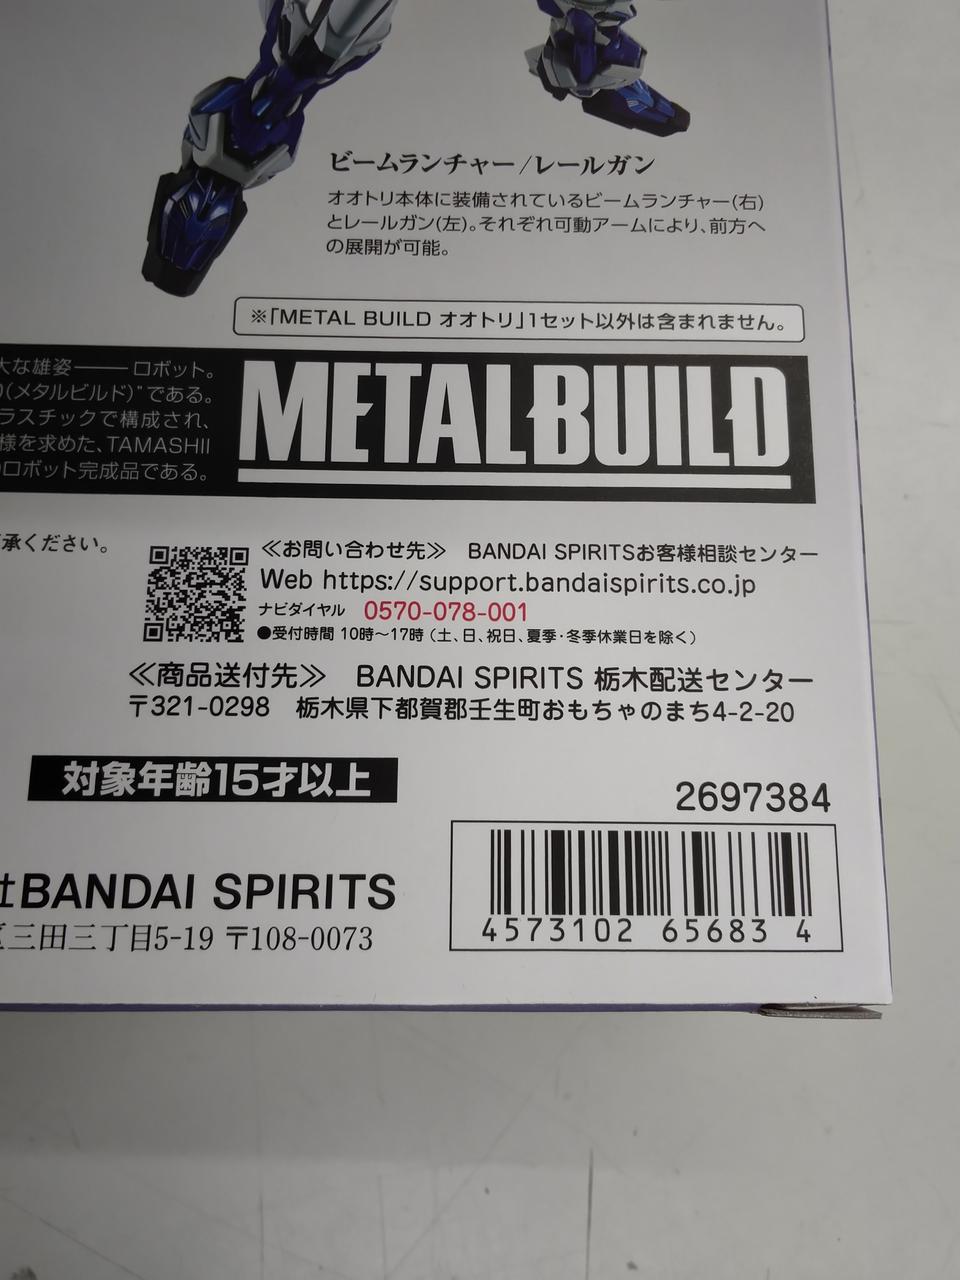 ビームランチャー/レールガン
オオトリ本体に装備されているビームランチャー(右)
とレールガン(左)。それぞれ可動アームにより、前方へ
の展開が可能。
※「METAL BUILD オオトリ」1セット以外は含まれません。
大な雄姿――ロボット。
(メタルビルド)"である。
ラスチックで構成され、
様を求めた、TAMASHII
ロボット完成品である。
METAL BUILD
承ください。
≪お問い合わせ先≫ BANDAI SPIRITSお客様相談センター
Web https://support.bandaispirits.co.jp
ナビダイヤル 0570-078-001
●受付時間 10時~17時(土、日、祝日、夏季・冬季休業日を除く)
≪商品送付先≫ BANDAI SPIRITS 栃木配送センター
〒321-0298 栃木県下都賀郡壬生町おもちゃのまち4-2-20
対象年齢15才以上
2697384
BANDAI SPIRITS
三田三丁目5-19 〒108-0073
4573102 65683 4